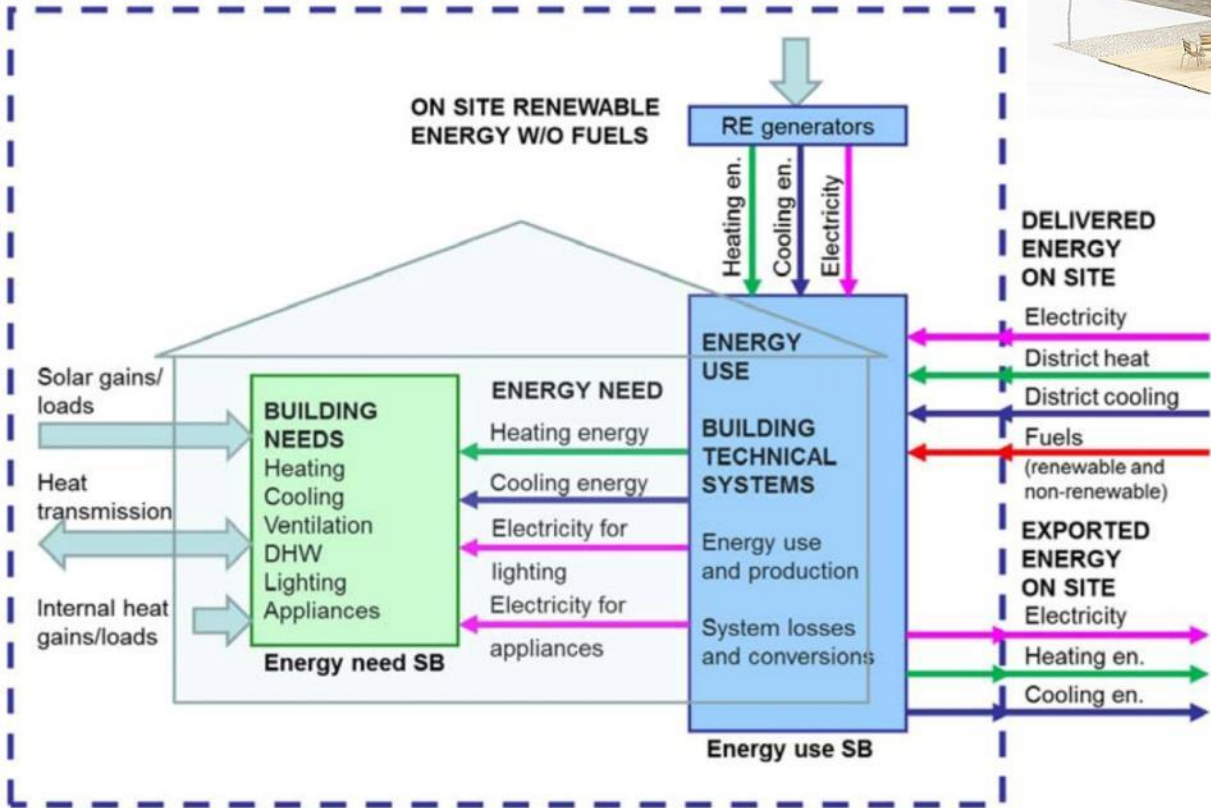 ON SITE RENEWABLE
ENERGY W/O FUELS
RE generators
Heating en.
Cooling en.
Electricity
DELIVERED
ENERGY
ON SITE
Electricity
District heat
District cooling
Fuels
(renewable and
non-renewable)
EXPORTED
ENERGY
ON SITE
Electricity
Heating en.
Cooling en.
ENERGY
USE
BUILDING
TECHNICAL
SYSTEMS
Energy use
and production
System losses
and conversions
Energy use SB
ENERGY NEED
Heating energy
Cooling energy
Electricity for
lighting
Electricity for
appliances
BUILDING
NEEDS
Heating
Cooling
Ventilation
DHW
Lighting
Appliances
Energy need SB
Solar gains/
loads
Heat
transmission
Internal heat
gains/loads